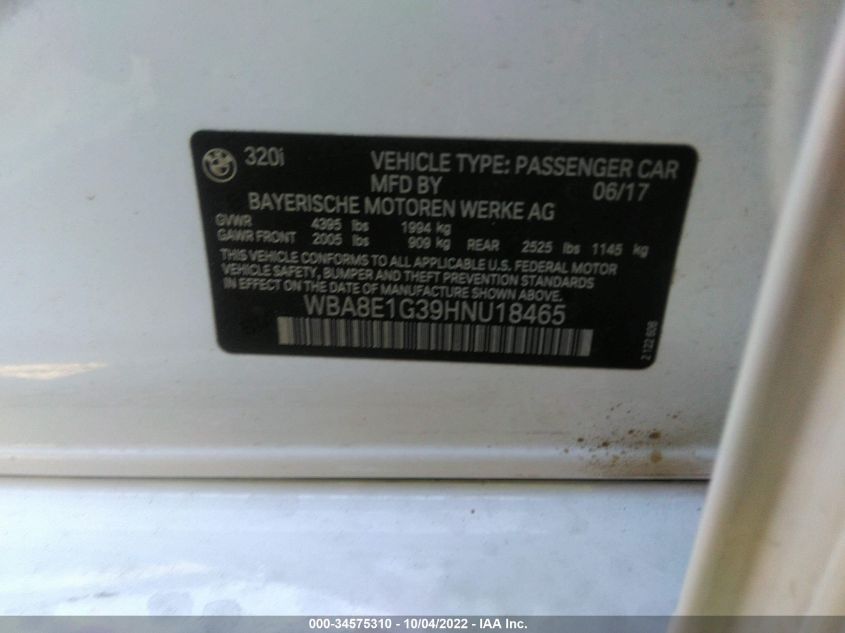 320i VEHICLE TYPE: PASSENGER CAR
MFD BY 06/17
BAYERISCHE MOTOREN WERKE AG
GVWR 4395 lbs 1994 kg
GAWR FRONT 2005 lbs 909 kg REAR 2525 lbs 1145 kg
THIS VEHICLE CONFORMS TO ALL APPLICABLE U.S. FEDERAL MOTOR
VEHICLE SAFETY, BUMPER AND THEFT PREVENTION STANDARDS
IN EFFECT ON THE DATE OF MANUFACTURE SHOWN ABOVE.
WBA8E1G39HNU18465
2 122 608
000-34575310 - 10/04/2022 - IAA Inc.